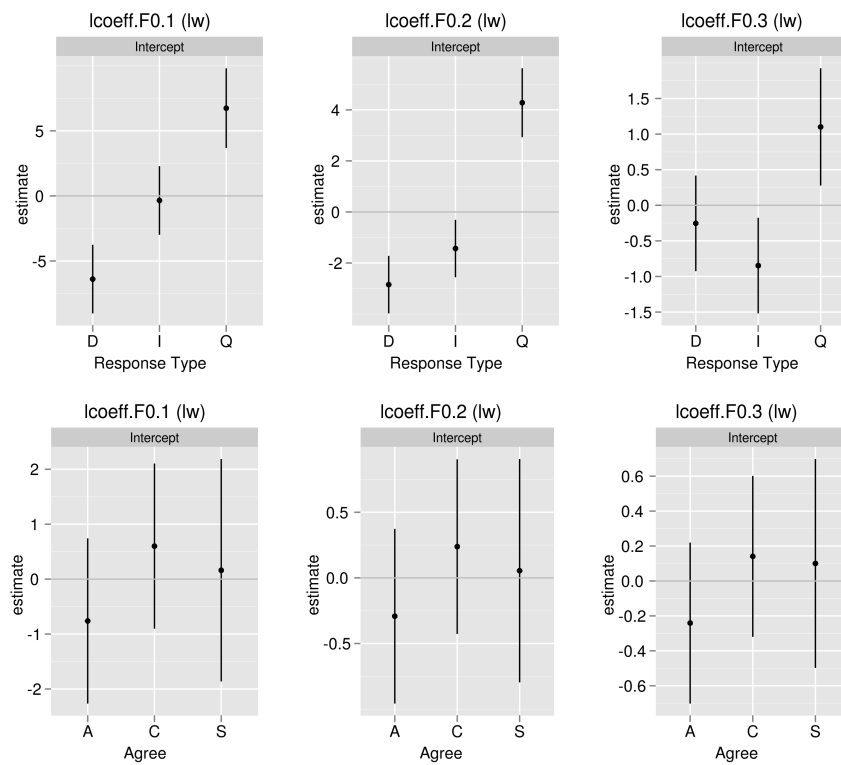 lcoeff.F0.1 (lw)
Intercept
estimate
5
0
-5
D I Q
Response Type
lcoeff.F0.2 (lw)
Intercept
estimate
4
2
0
-2
D I Q
Response Type
lcoeff.F0.3 (lw)
Intercept
estimate
1.5
1.0
0.5
0.0
-0.5
-1.0
-1.5
D I Q
Response Type
lcoeff.F0.1 (lw)
Intercept
estimate
2
1
0
-1
-2
A C S
Agree
lcoeff.F0.2 (lw)
Intercept
estimate
0.5
0.0
-0.5
A C S
Agree
lcoeff.F0.3 (lw)
Intercept
estimate
0.6
0.4
0.2
0.0
-0.2
-0.4
-0.6
A C S
Agree